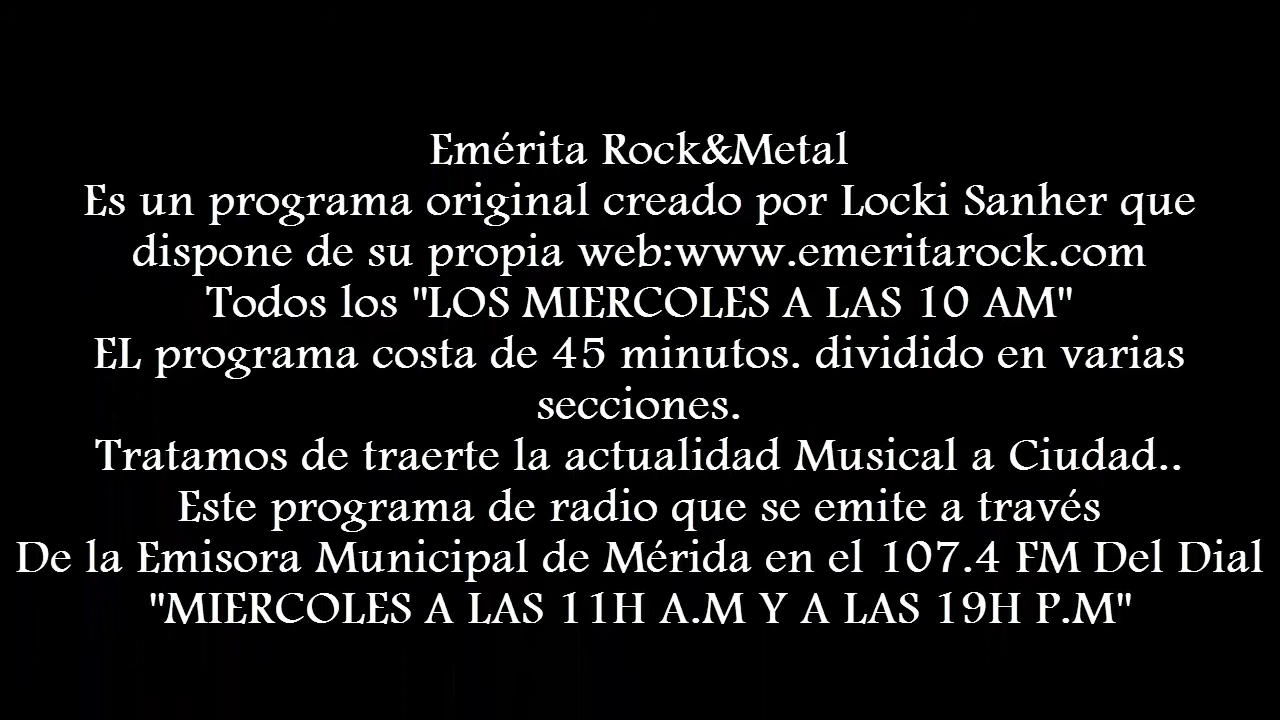 Emérita Rock&Metal
Es un programa original creado por Locki Sanher que
dispone de su propia web:www.emeritarock.com
Todos los "LOS MIERCOLES A LAS 10 AM"
EL programa costa de 45 minutos. dividido en varias
secciones.
Tratamos de traerte la actualidad Musical a Ciudad..
Este programa de radio que se emite a través
De la Emisora Municipal de Mérida en el 107.4 FM Del Dial
"MIERCOLES A LAS 11H A.M Y A LAS 19H P.M"